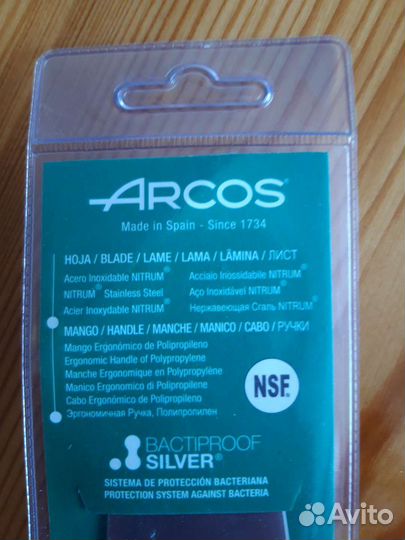 ARCOS®
Made in Spain - Since 1734
HOJA / BLADE / LAME / LAMA / LÂMINA / ЛИСТ
Acero Inoxidable NITRUM® Acciaio Inossidabile NITRUM®
NITRUM® Stainless Steel Aço Inoxidável NITRUM®
Acier Inoxydable NITRUM® Нержавеющая Сталь NITRUM®
MANGO / HANDLE / MANCHE / MANICO / CABO / РУЧКИ
Mango Ergonómico de Polipropileno
Ergonomic Handle of Polypropylene
Manche Ergonomique en Polypropylène
Manico Ergonomico di Polipropilene
Cabo Ergonómico de Polipropileno
Эргономичная Ручка, Полипропилен
NSF®
BACTIPROOF
SILVER®
SISTEMA DE PROTECCIÓN BACTERIANA
PROTECTION SYSTEM AGAINST BACTERIA
Avito